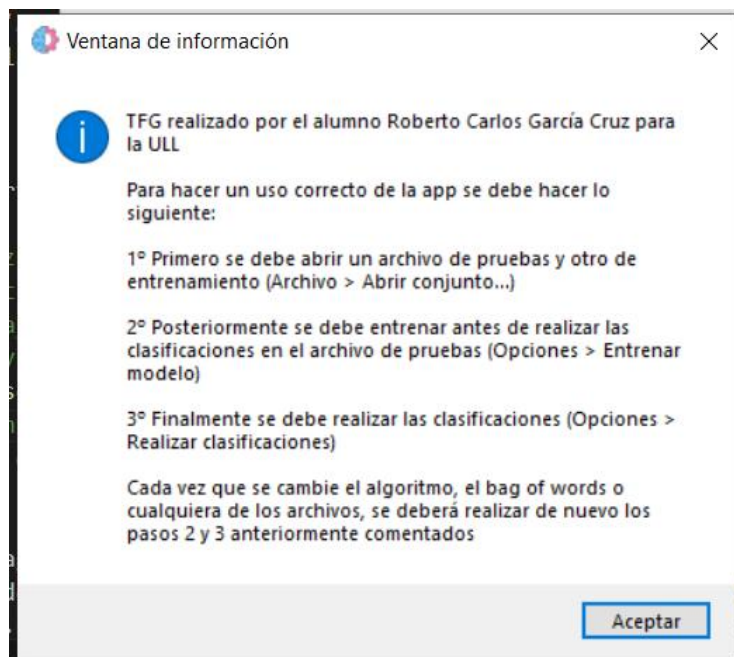 Ventana de información
TFG realizado por el alumno Roberto Carlos García Cruz para
la ULL
Para hacer un uso correcto de la app se debe hacer lo
siguiente:
1º Primero se debe abrir un archivo de pruebas y otro de
entrenamiento (Archivo > Abrir conjunto...)
2º Posteriormente se debe entrenar antes de realizar las
clasificaciones en el archivo de pruebas (Opciones > Entrenar
modelo)
3º Finalmente se debe realizar las clasificaciones (Opciones >
Realizar clasificaciones)
Cada vez que se cambie el algoritmo, el bag of words o
cualquiera de los archivos, se deberá realizar de nuevo los
pasos 2 y 3 anteriormente comentados
Aceptar